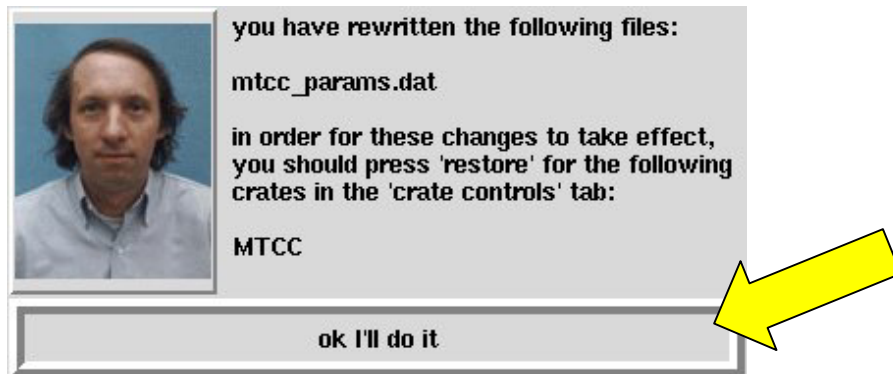 you have rewritten the following files:
mtcc_params.dat
in order for these changes to take effect,
you should press 'restore' for the following
crates in the 'crate controls' tab:
MTCC
ok I'll do it